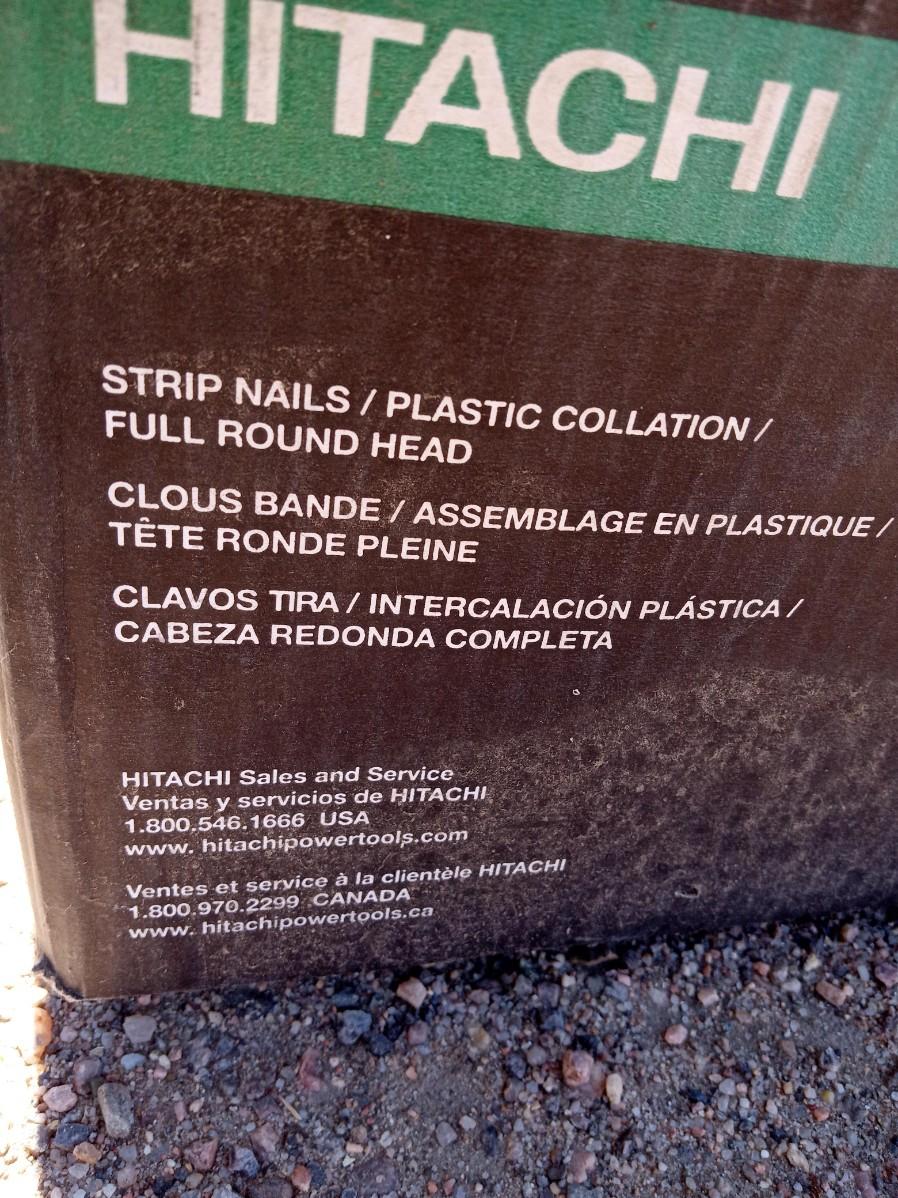 HITACHI
STRIP NAILS / PLASTIC COLLATION /
FULL ROUND HEAD
CLOUS BANDE / ASSEMBLAGE EN PLASTIQUE /
TÊTE RONDE PLEINE
CLAVOS TIRA / INTERCALACIÓN PLÁSTICA /
CABEZA REDONDA COMPLETA
HITACHI Sales and Service
Ventas y servicios de HITACHI
1.800.546.1666 USA
www. hitachipowertools.com
Ventes et service à la clientèle HITACHI
1.800.970.2299 CANADA
www. hitachipowertools.ca